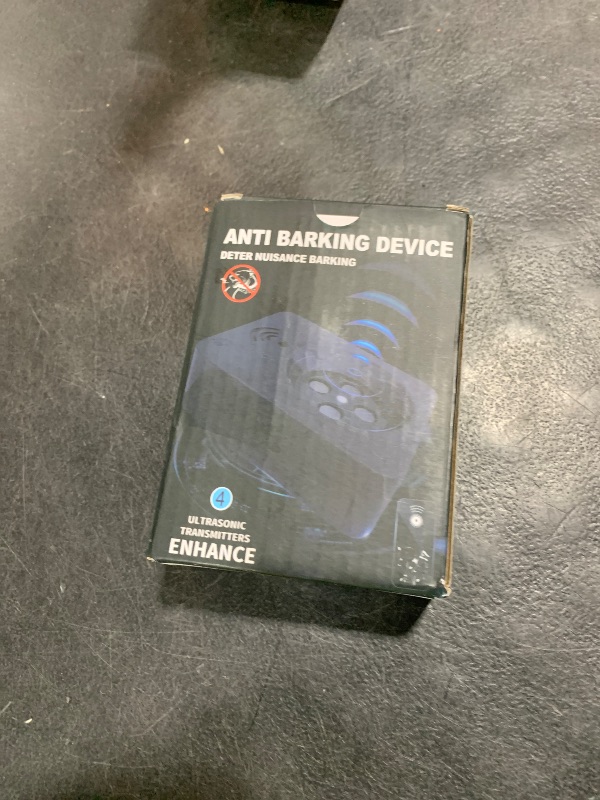 ANTI BARKING DEVICE
DETER NUISANCE BARKING
4
ULTRASONIC
TRANSMITTERS
ENHANCE